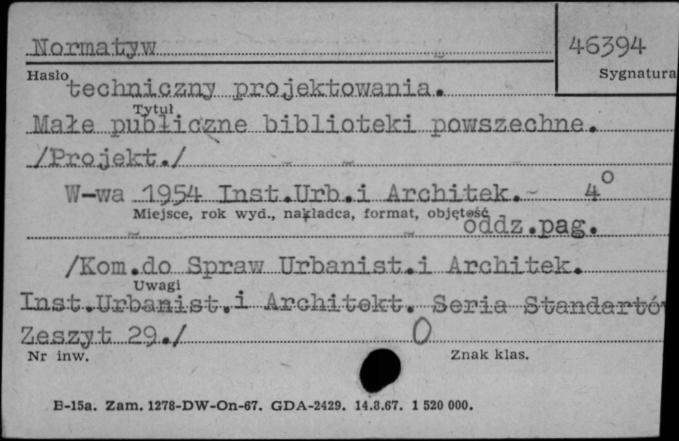 Normatyw
46394
Hasło
Sygnatura
techniczny projektowania.
Tytuł
Małe publiczne biblioteki powszechne.
/Projekt./
W-wa 1954 Inst.Urb.i Architek.- 4°
Miejsce, rok wyd., nakładca, format, objętość
oddz.pag.
/Kom.do Spraw Urbanist.i Architek.
Uwagi
Inst.Urbanist.i Architekt. Seria Standartó
Zeszyt 29./ 0
Nr inw.
Znak klas.
B-15a. Zam. 1278-DW-On-67. GDA-2429. 14.3.67. 1 520 000.